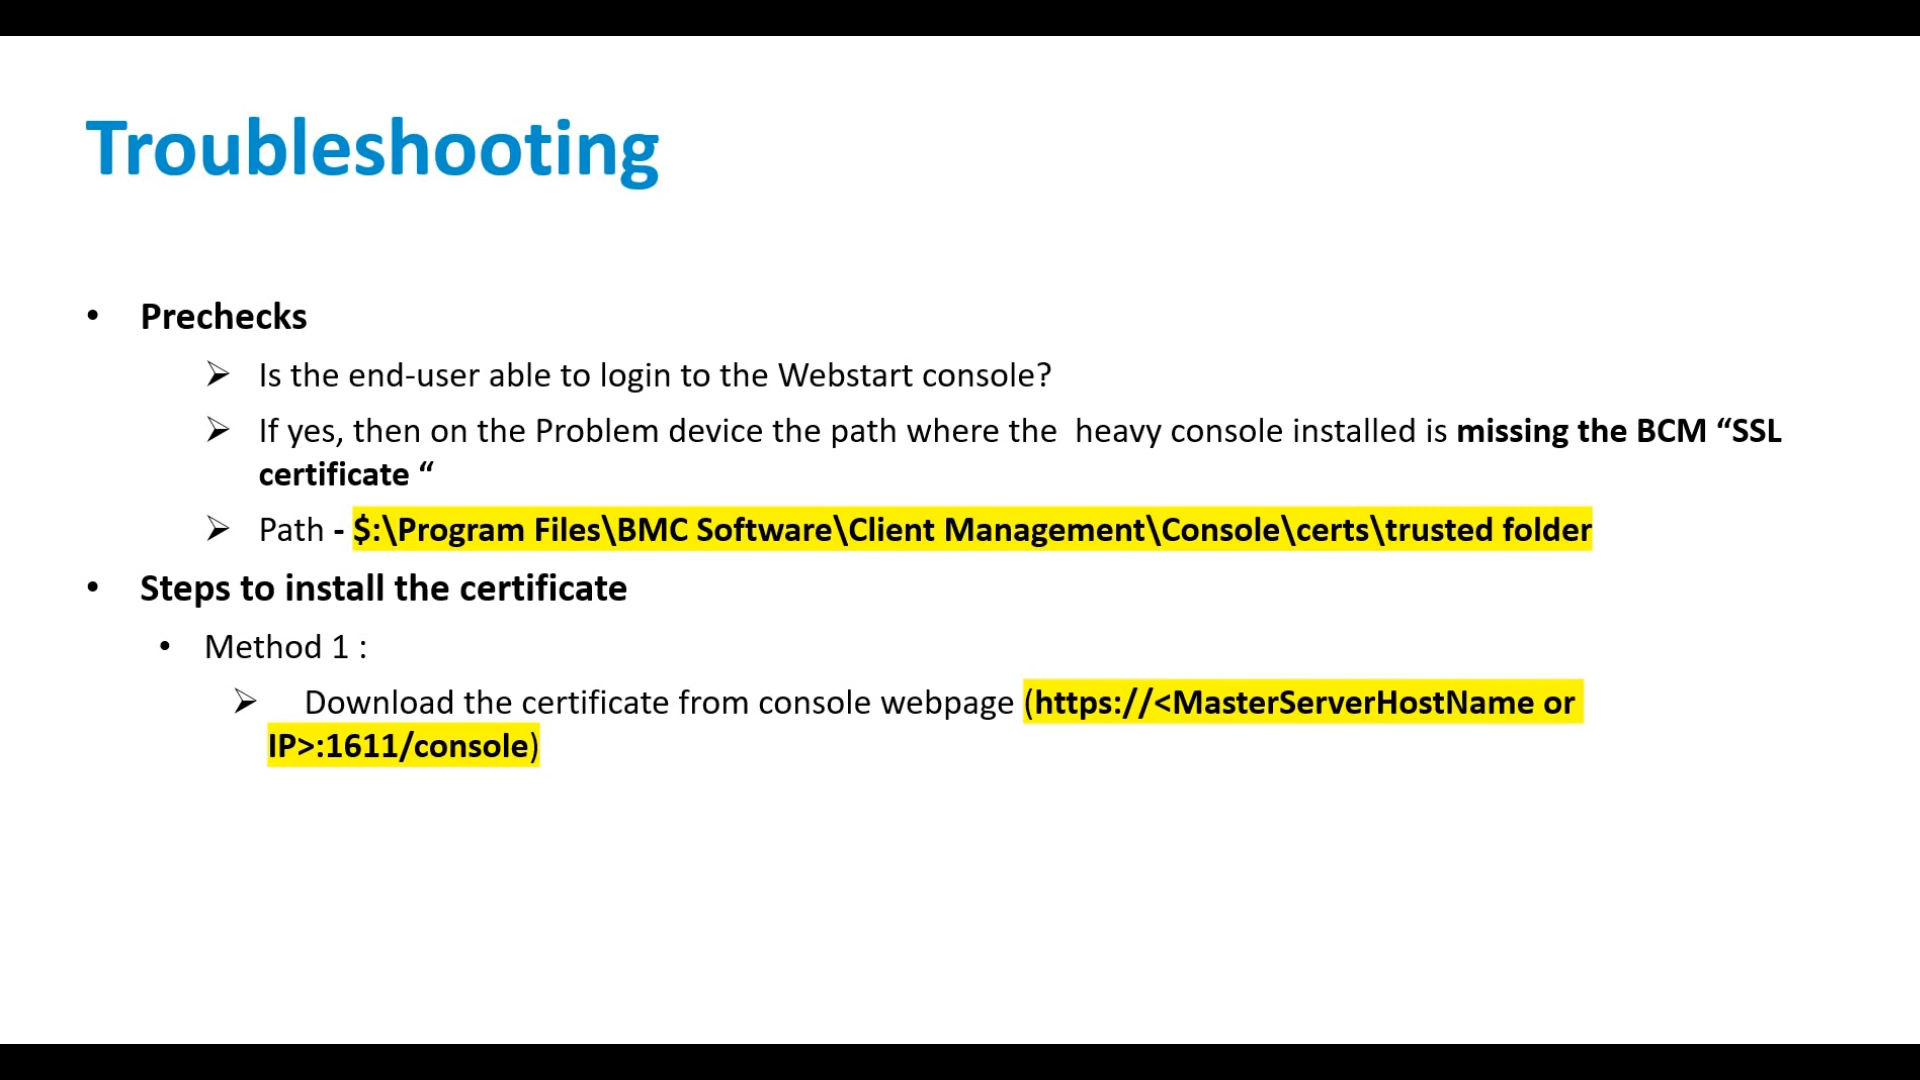 Troubleshooting
• Prechecks
➢ Is the end-user able to login to the Webstart console?
➢ If yes, then on the Problem device the path where the  heavy console installed is missing the BCM “SSL
certificate “
➢ Path - $:\Program Files\BMC Software\Client Management\Console\certs\trusted folder
• Steps to install the certificate
• Method 1 :
➢ Download the certificate from console webpage (https://<MasterServerHostName or
IP>:1611/console)